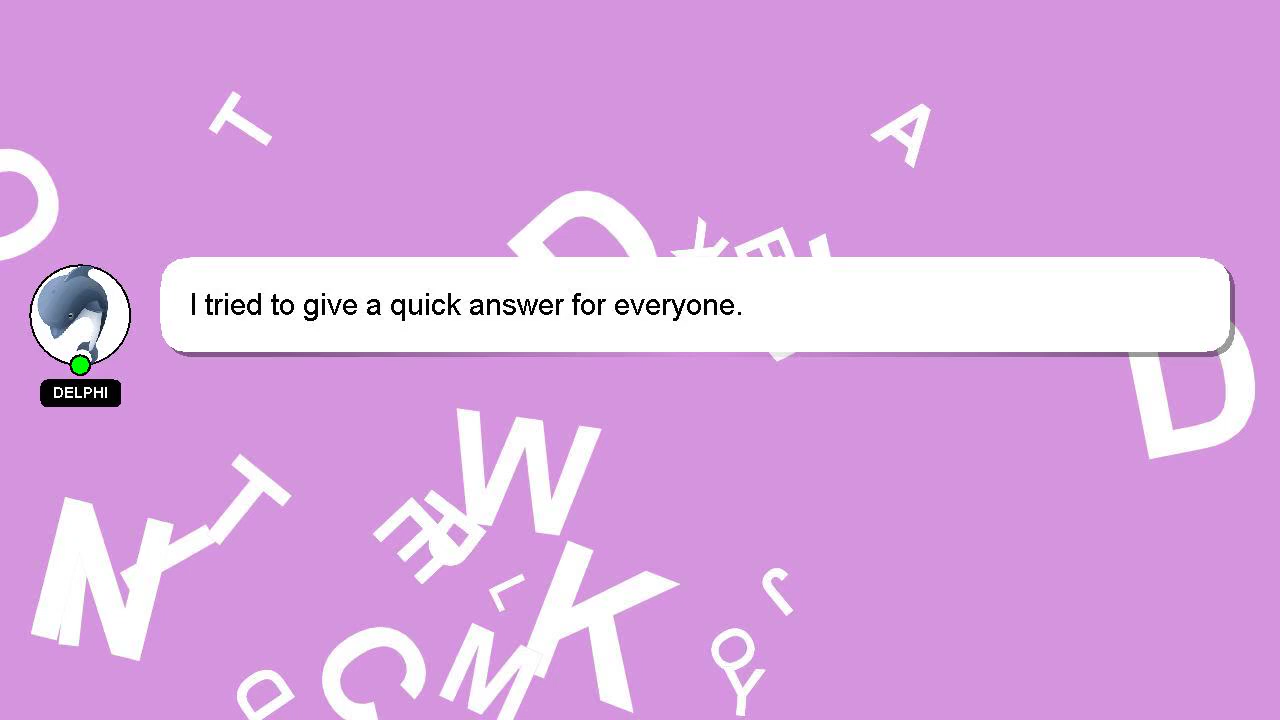 T
A
O
D
K
E
I tried to give a quick answer for everyone.
DELPHI
D
W
T
N
Y
E
R
L
K
J
M
O
Y
C
D